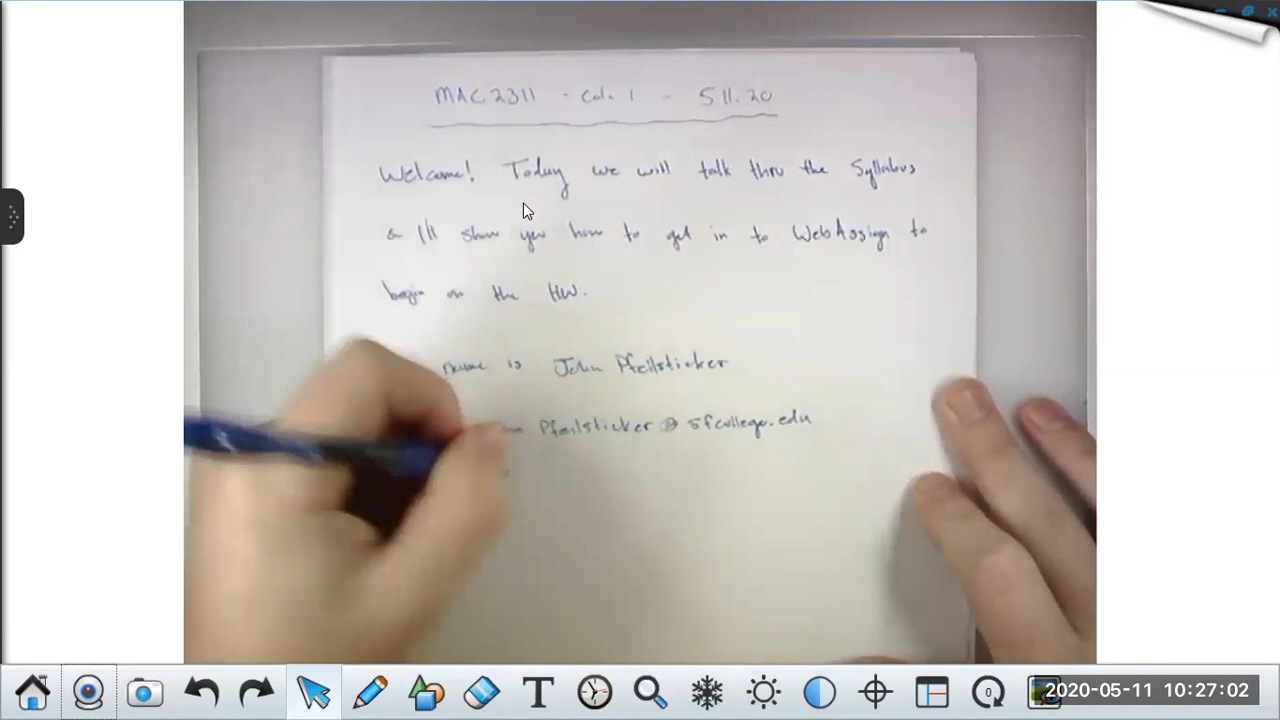 MAC2311 - Calc 1 - 5.11.20
Welcome! Today we will talk thru the Syllabus
& I'll show you how to get in to WebAssign to
begin on the HW.
name is John Pfeilsticker
Pfeilsticker@sfcollege.edu
T
0
2020-05-11 10:27:02